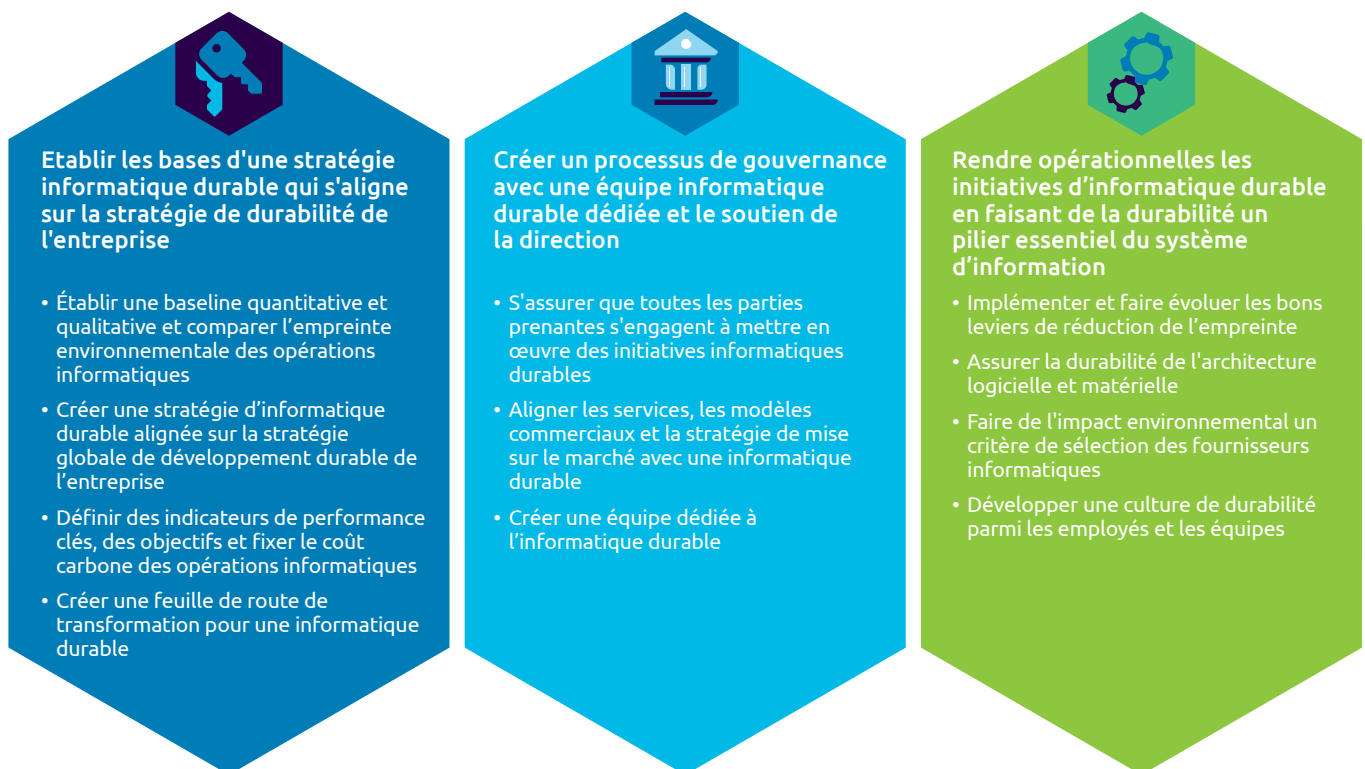 Etablir les bases d'une stratégie
informatique durable qui s'aligne
sur la stratégie de durabilité de
l'entreprise
• Établir une baseline quantitative et
qualitative et comparer l’empreinte
environnementale des opérations
informatiques
• Créer une stratégie d’informatique
durable alignée sur la stratégie
globale de développement durable de
l’entreprise
• Définir des indicateurs de performance
clés, des objectifs et fixer le coût
carbone des opérations informatiques
• Créer une feuille de route de
transformation pour une informatique
durable
Créer un processus de gouvernance
avec une équipe informatique
durable dédiée et le soutien de
la direction
• S'assurer que toutes les parties
prenantes s'engagent à mettre en
œuvre des initiatives informatiques
durables
• Aligner les services, les modèles
commerciaux et la stratégie de mise
sur le marché avec une informatique
durable
• Créer une équipe dédiée à
l’informatique durable
Rendre opérationnelles les
initiatives d’informatique durable
en faisant de la durabilité un
pilier essentiel du système
d’information
• Implémenter et faire évoluer les bons
leviers de réduction de l’empreinte
• Assurer la durabilité de l'architecture
logicielle et matérielle
• Faire de l'impact environnemental un
critère de sélection des fournisseurs
informatiques
• Développer une culture de durabilité
parmi les employés et les équipes